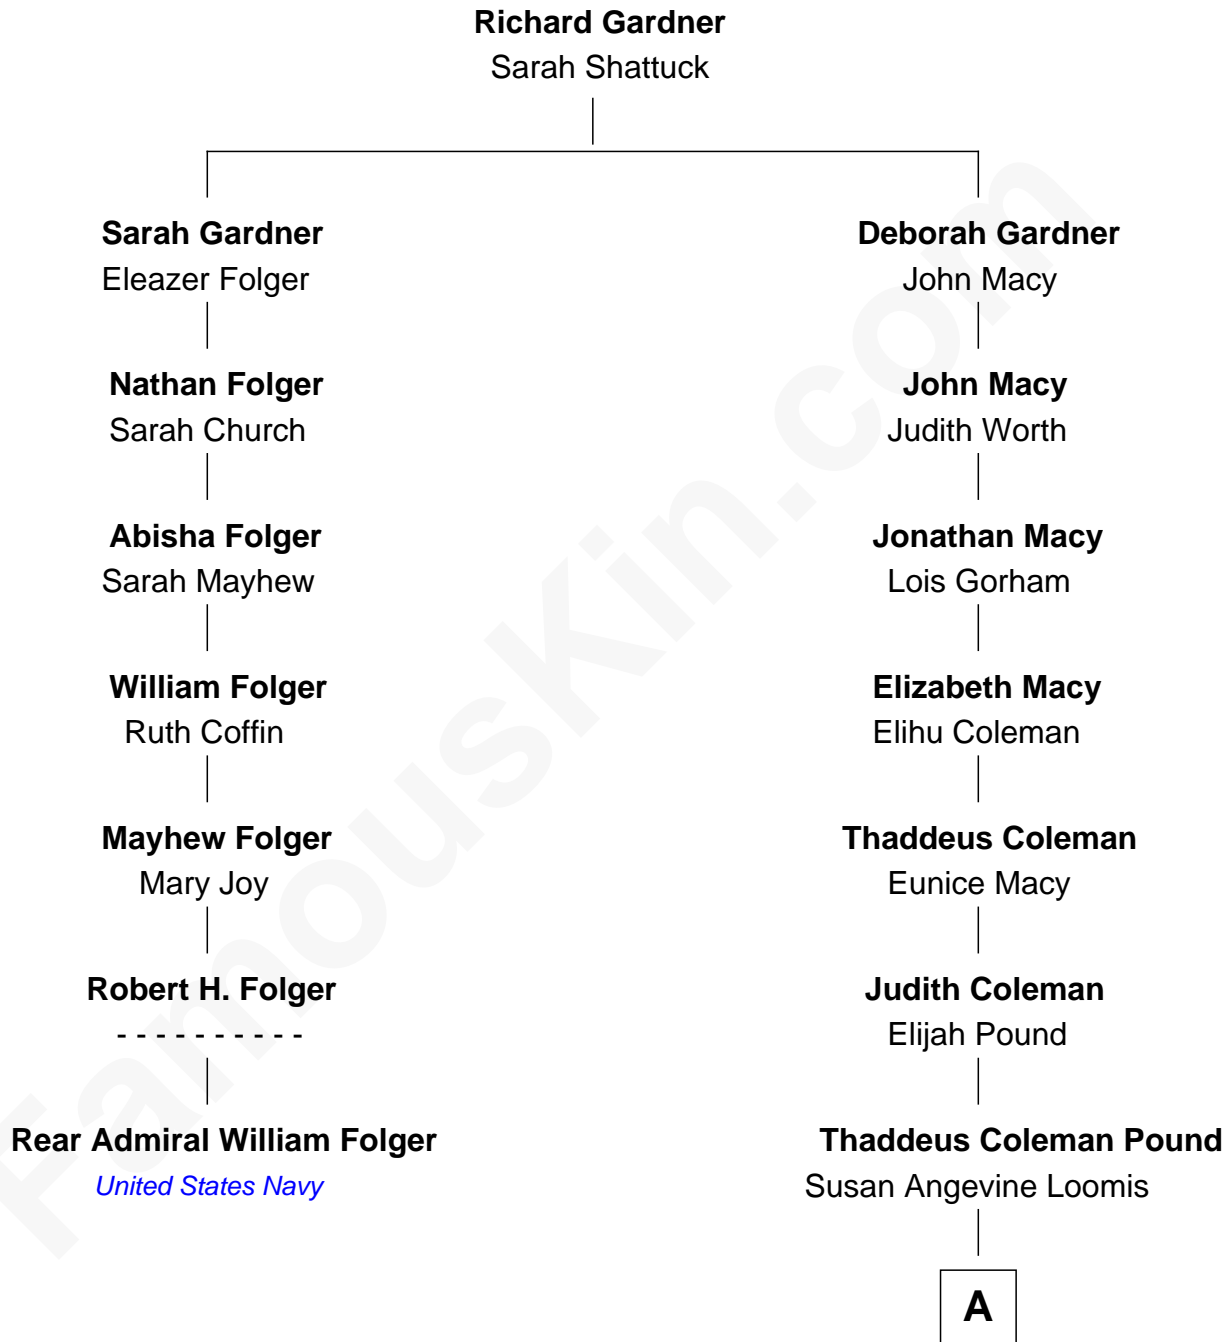 Richard Gardner
Sarah Shattuck
Sarah Gardner
Eleazer Folger
Nathan Folger
Sarah Church
Abisha Folger
Sarah Mayhew
William Folger
Ruth Coffin
Mayhew Folger
Mary Joy
Robert H. Folger
- - - - - - - - - -
Rear Admiral William Folger
United States Navy
Deborah Gardner
John Macy
John Macy
Judith Worth
Jonathan Macy
Lois Gorham
Elizabeth Macy
Elihu Coleman
Thaddeus Coleman
Eunice Macy
Judith Coleman
Elijah Pound
Thaddeus Coleman Pound
Susan Angevine Loomis
A
FamousKin.com